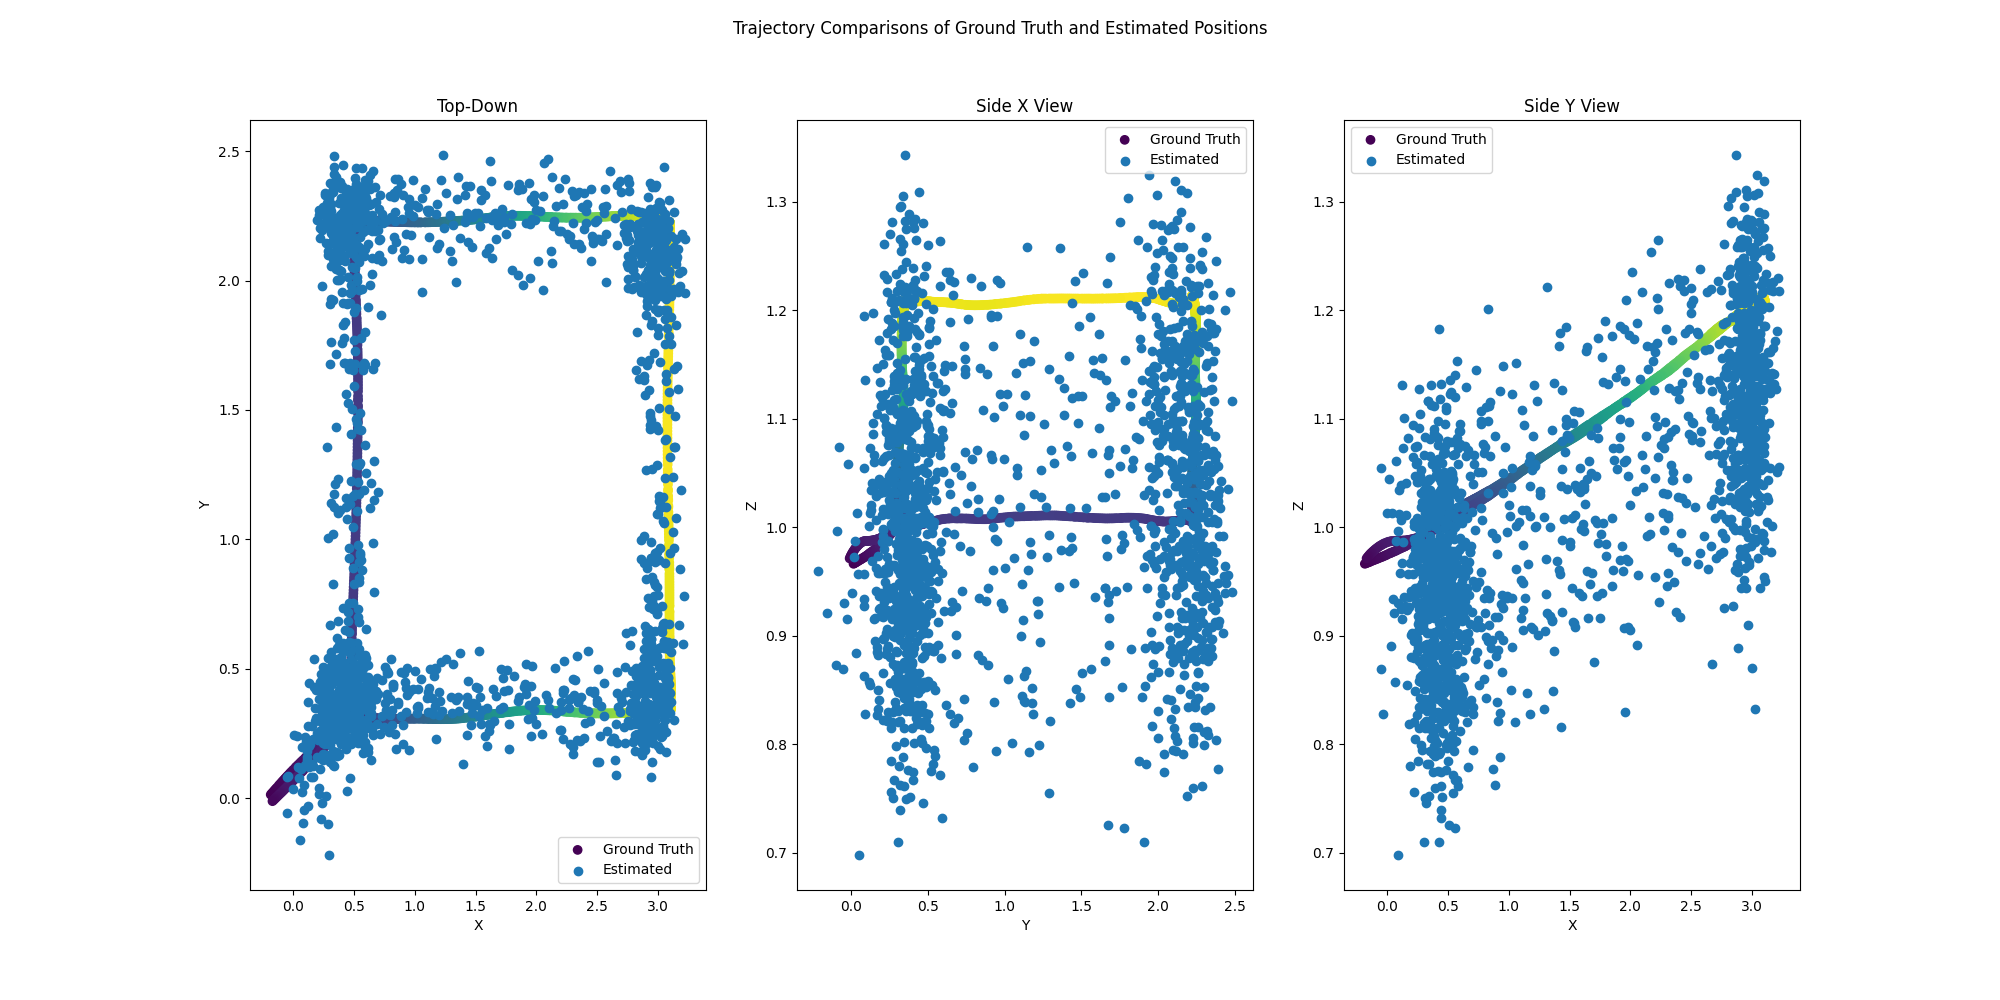 Trajectory Comparisons of Ground Truth and Estimated Positions
Top-Down
Side X View
Side Y View
2.5
2.0
1.5
1.0
0.5
0.0
Y
0.0 0.5 1.0 1.5 2.0 2.5 3.0
X
Ground Truth
Estimated
1.3
1.2
1.1
1.0
0.9
0.8
0.7
Z
0.0 0.5 1.0 1.5 2.0 2.5
Y
Ground Truth
Estimated
1.3
1.2
1.1
1.0
0.9
0.8
0.7
Z
0.0 0.5 1.0 1.5 2.0 2.5 3.0
X
Ground Truth
Estimated